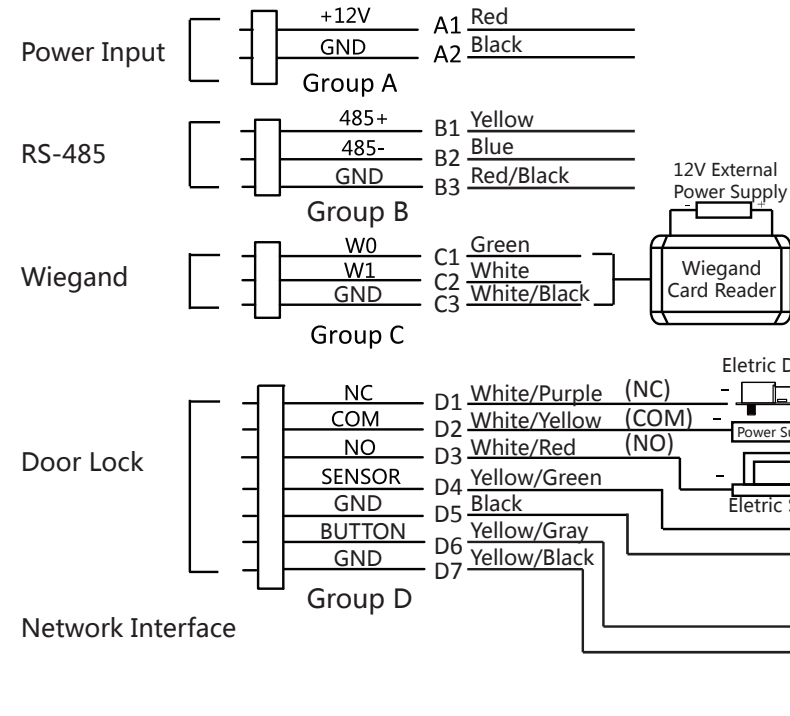 Power Input
+12V A1 Red
GND A2 Black
Group A
RS-485
485+ B1 Yellow
485- B2 Blue
GND B3 Red/Black
Group B
12V External
Power Supply
- +
Wiegand
W0 C1 Green
W1 C2 White
GND C3 White/Black
Group C
Wiegand
Card Reader
Door Lock
Eletric D
NC D1 White/Purple (NC) -
COM D2 White/Yellow (COM) -
Power Su
NO D3 White/Red (NO)
-
Eletric S
SENSOR D4 Yellow/Green
GND D5 Black
BUTTON D6 Yellow/Gray
GND D7 Yellow/Black
Group D
Network Interface